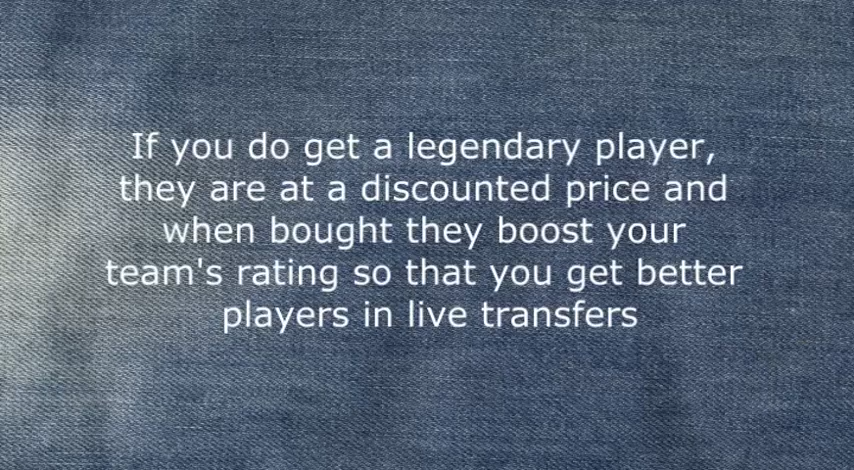 If you do get a legendary player,
they are at a discounted price and
when bought they boost your
team's rating so that you get better
players in live transfers